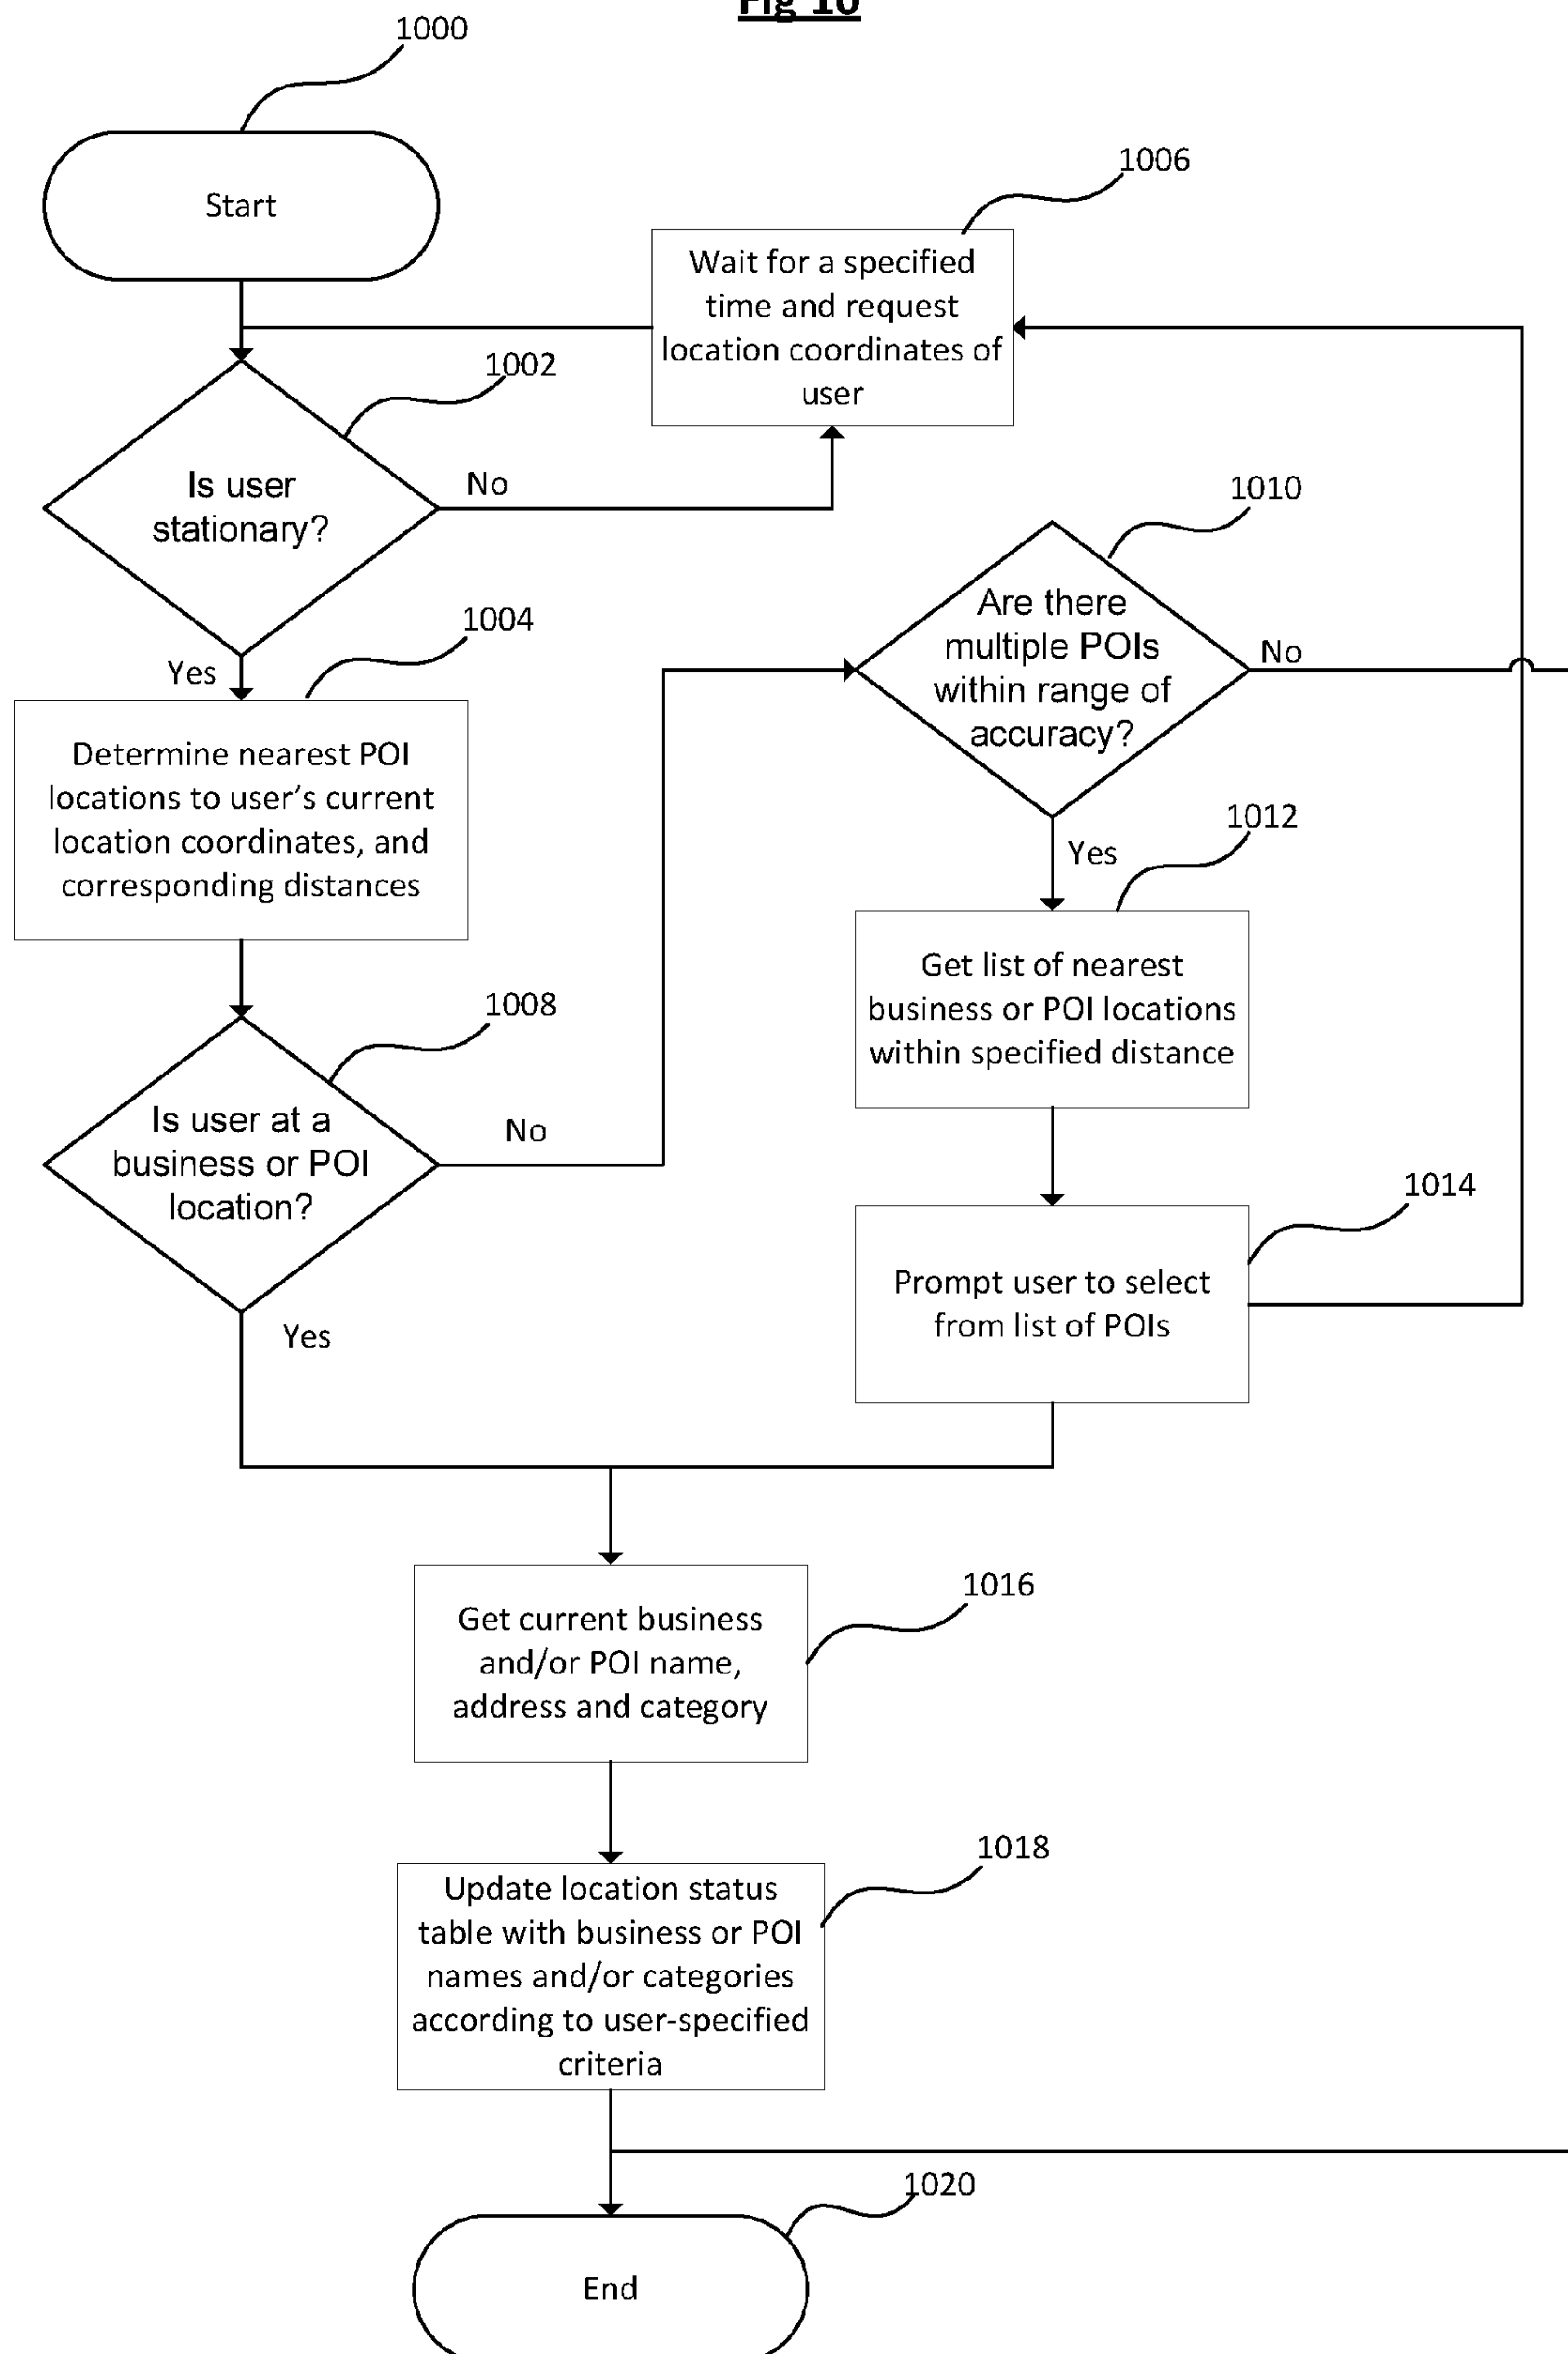 Fig 10
1000
Start
1006
Wait for a specified
time and request
location coordinates of
user
1002
Is user
stationary?
No
1010
Are there
multiple POIs
within range of
accuracy?
No
1004
Yes
Determine nearest POI
locations to user's current
location coordinates, and
corresponding distances
1012
Yes
Get list of nearest
business or POI locations
within specified distance
1008
Is user at a
business or POI
location?
No
1014
Prompt user to select
from list of POIs
Yes
1016
Get current business
and/or POI name,
address and category
1018
Update location status
table with business or POI
names and/or categories
according to user-specified
criteria
1020
End